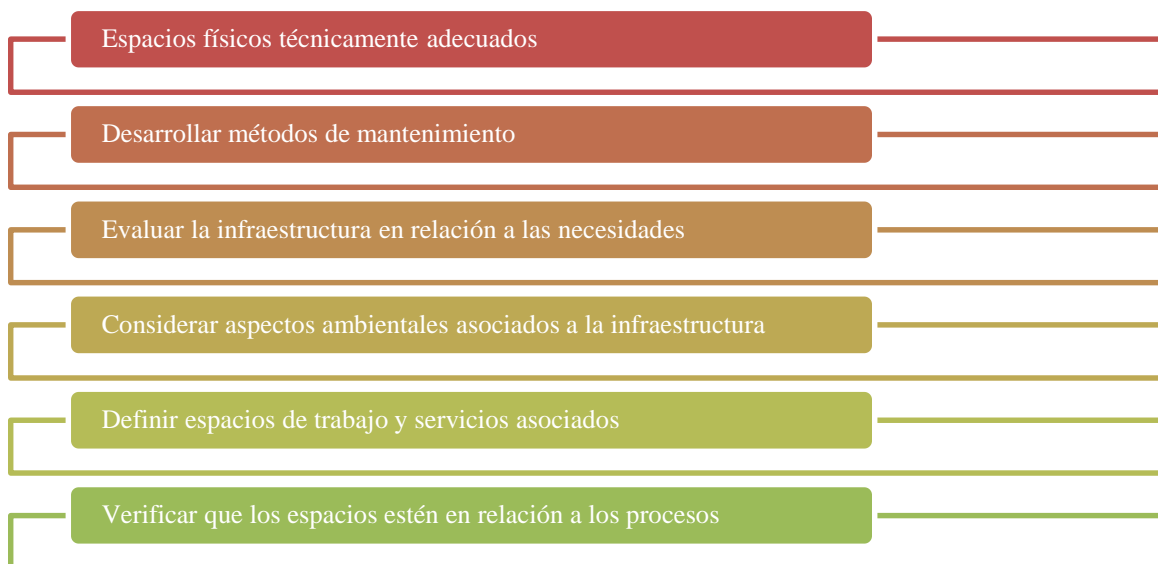 Espacios físicos técnicamente adecuados
Desarrollar métodos de mantenimiento
Evaluar la infraestructura en relación a las necesidades
Considerar aspectos ambientales asociados a la infraestructura
Definir espacios de trabajo y servicios asociados
Verificar que los espacios estén en relación a los procesos